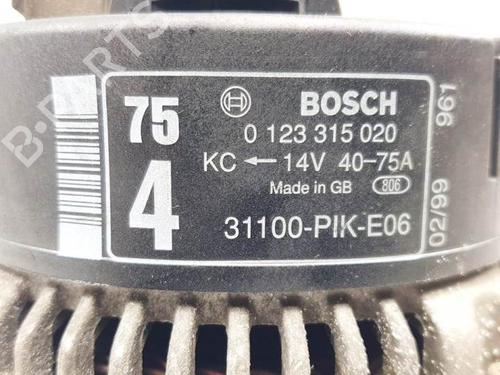 75
4
BOSCH
0 123 315 020
KC ← 14V 40-75A
Made in GB 806
31100-PIK-E06
02/99 961
B-PARTS